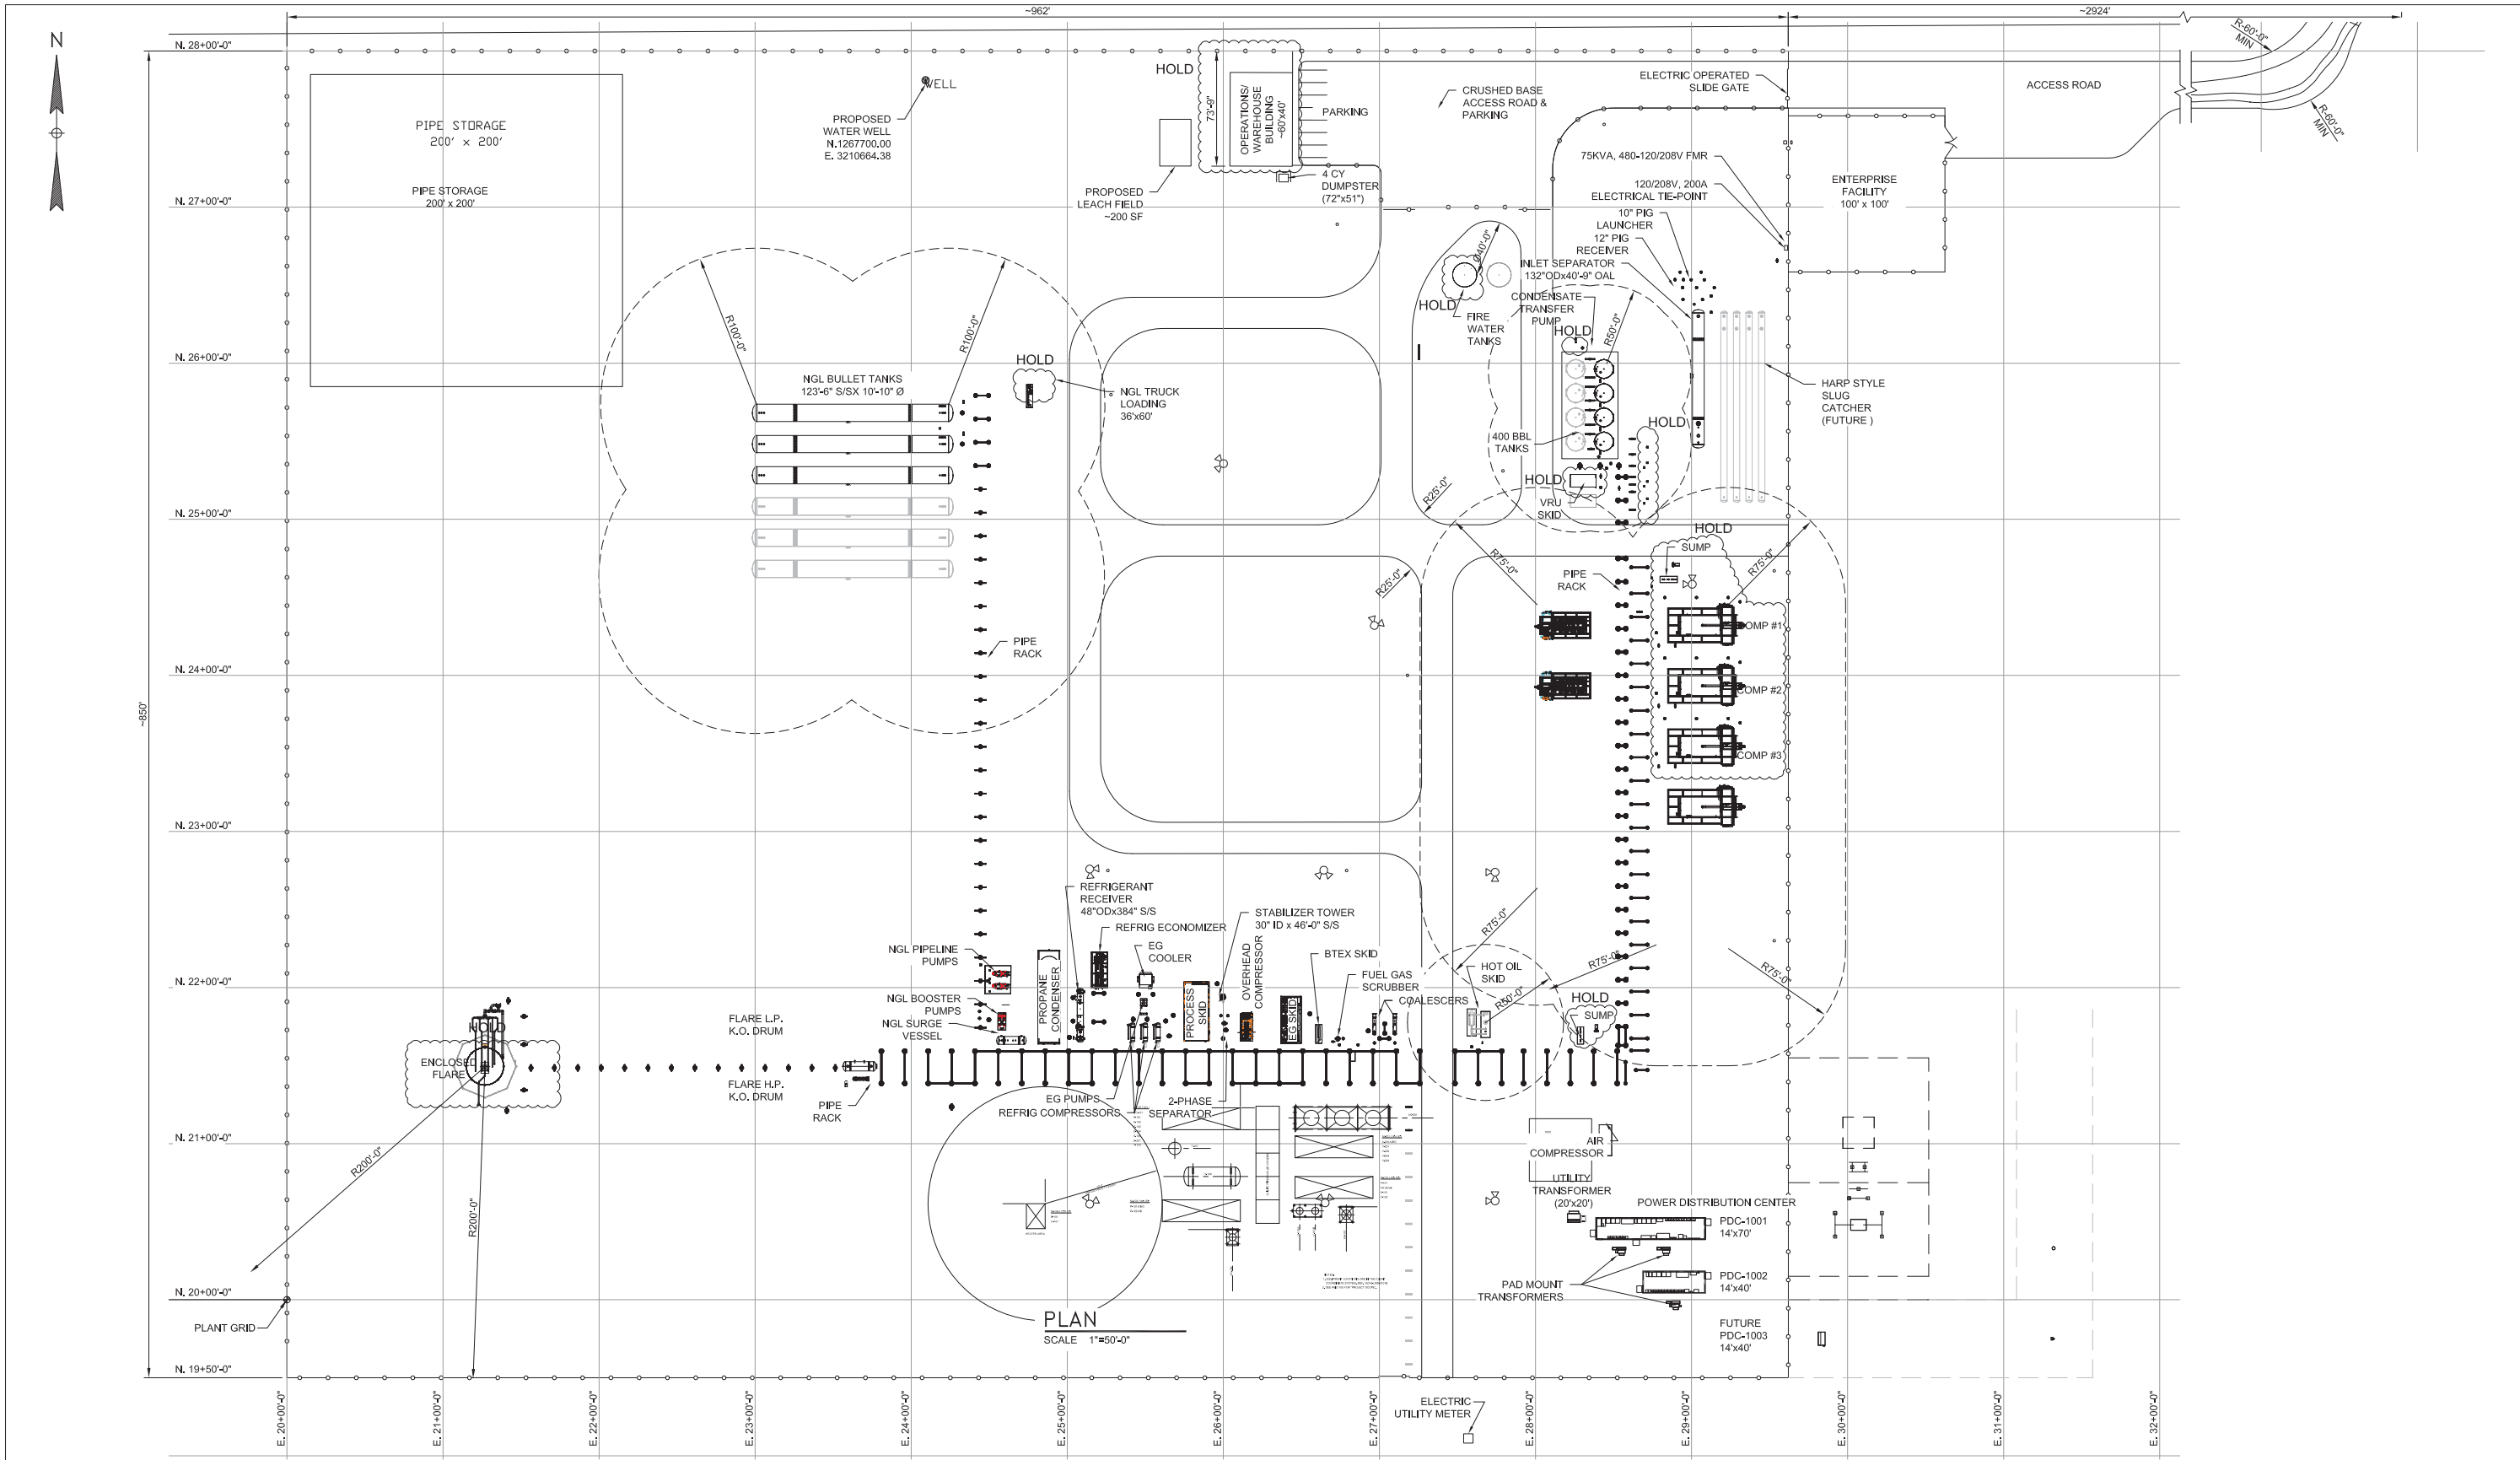 ~962'
~2924'
N
N. 28+00'-0"
R-60'-0"
MIN
HOLD
ELECTRIC OPERATED
SLIDE GATE
ACCESS ROAD
WELL
73'-9"
OPERATIONS/
WAREHOUSE
BUILDING
~60'x40'
CRUSHED BASE
ACCESS ROAD &
PARKING
PARKING
R-60'-0"
MIN
PIPE STORAGE
200' x 200'
PROPOSED
WATER WELL
N.1267700.00
E. 3210664.38
75KVA, 480-120/208V FMR
4 CY
DUMPSTER
(72"x51")
ENTERPRISE
FACILITY
100' x 100'
PIPE STORAGE
200' x 200'
PROPOSED
LEACH FIELD
~200 SF
120/208V, 200A
ELECTRICAL TIE-POINT
N. 27+00'-0"
10" PIG
LAUNCHER
12" PIG
RECEIVER
Ø40'-0"
INLET SEPARATOR
132"ODx40'-9" OAL
HOLD
FIRE
WATER
TANKS
CONDENSATE
TRANSFER
PUMP
R100'-0"
R100'-0"
R50'-0"
HOLD
N. 26+00'-0"
HOLD
NGL BULLET TANKS
123'-6" S/SX 10'-10" Ø
NGL TRUCK
LOADING
36'x60'
HARP STYLE
SLUG
CATCHER
(FUTURE )
HOLD
400 BBL
TANKS
HOLD
VRU
SKID
R25'-0"
N. 25+00'-0"
HOLD
SUMP
R75'-0"
R75'-0"
PIPE
RACK
R25'-0"
COMP #1
PIPE
RACK
N. 24+00'-0"
COMP #2
~850'
COMP #3
N. 23+00'-0"
REFRIGERANT
RECEIVER
48"ODx384" S/S
STABILIZER TOWER
30" ID x 46'-0" S/S
R75'-0"
REFRIG ECONOMIZER
NGL PIPELINE
PUMPS
EG
COOLER
OVERHEAD
COMPRESSOR
BTEX SKID
HOT OIL
SKID
R75'-0"
R75'-0"
FUEL GAS
SCRUBBER
N. 22+00'-0"
NGL BOOSTER
PUMPS
PROPANE
CONDENSER
PROCESS
SKID
EG SKID
COALESCERS
R50'-0"
HOLD
SUMP
HOLD
FLARE L.P.
K.O. DRUM
NGL SURGE
VESSEL
ENCLOSED
FLARE
FLARE H.P.
K.O. DRUM
PIPE
RACK
EG PUMPS
REFRIG COMPRESSORS
2-PHASE
SEPARATOR
N. 21+00'-0"
AIR
COMPRESSOR
R200'-0"
R200'-0"
UTILITY
TRANSFORMER
(20'x20')
POWER DISTRIBUTION CENTER
PDC-1001
14'x70'
PAD MOUNT
TRANSFORMERS
PDC-1002
14'x40'
N. 20+00'-0"
PLANT GRID
PLAN
SCALE 1"=50'-0"
FUTURE
PDC-1003
14'x40'
N. 19+50'-0"
ELECTRIC
UTILITY METER
E. 20+00'-0"
E. 21+00'-0"
E. 22+00'-0"
E. 23+00'-0"
E. 24+00'-0"
E. 25+00'-0"
E. 26+00'-0"
E. 27+00'-0"
E. 28+00'-0"
E. 29+00'-0"
E. 30+00'-0"
E. 31+00'-0"
E. 32+00'-0"